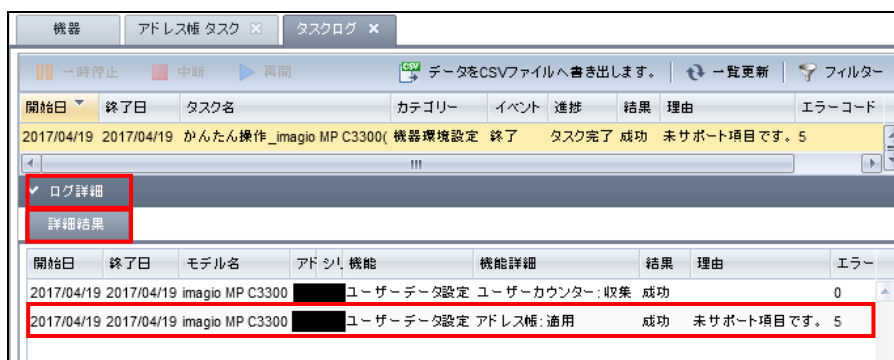 機器 アドレス帳 タスク タスクログ
一時停止 中断 再開 CSV データをCSVファイルへ書き出します。 一覧更新 フィルター
開始日 終了日 タスク名 カテゴリー イベント 進捗 結果 理由 エラーコード
2017/04/19 2017/04/19 かんたん操作_imagio MP C3300( 機器環境設定 終了 タスク完了 成功 未サポート項目です。 5
ログ詳細
詳細結果
開始日 終了日 モデル名 アド シリ 機能 機能詳細 結果 理由 エラー
2017/04/19 2017/04/19 imagio MP C3300 ユーザーデータ設定 ユーザーカウンター:収集 成功 0
2017/04/19 2017/04/19 imagio MP C3300 ユーザーデータ設定 アドレス帳:適用 成功 未サポート項目です。 5